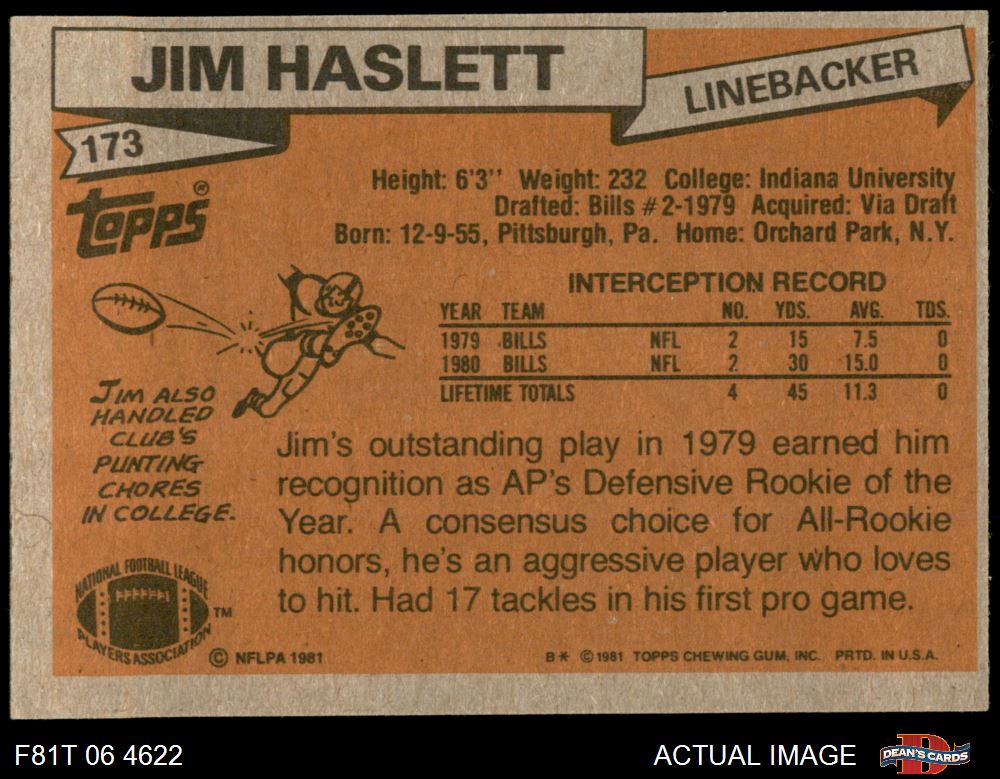 JIM HASLETT
LINEBACKER
173
TOPPS®
Height: 6'3'' Weight: 232 College: Indiana University
Drafted: Bills #2-1979 Acquired: Via Draft
Born: 12-9-55, Pittsburgh, Pa. Home: Orchard Park, N.Y.
INTERCEPTION RECORD
YEAR TEAM NO. YDS. AVG. TDS.
1979 BILLS NFL 2 15 7.5 0
1980 BILLS NFL 2 30 15.0 0
LIFETIME TOTALS 4 45 11.3 0
JIM ALSO
HANDLED
CLUB'S
PUNTING
CHORES
IN COLLEGE.
Jim's outstanding play in 1979 earned him
recognition as AP's Defensive Rookie of the
Year. A consensus choice for All-Rookie
honors, he's an aggressive player who loves
to hit. Had 17 tackles in his first pro game.
NATIONAL FOOTBALL LEAGUE
PLAYERS ASSOCIATION
TM
© NFLPA 1981
B* © 1981 TOPPS CHEWING GUM, INC. PRTD. IN U.S.A.
F81T 06 4622
ACTUAL IMAGE
DEAN'S CARDS